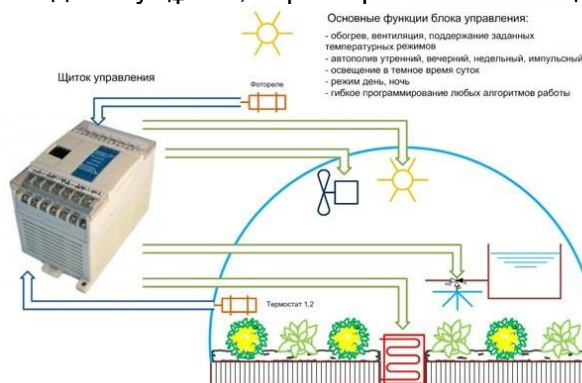 Основные функции блока управления:
- обогрев, вентиляция, поддержание заданных
температурных режимов
- автополив утренний, вечерний, недельный, импульсный
- освещение в темное время суток
- режим день, ночь
- гибкое программирование любых алгоритмов работы
Щиток управления
Фотореле
Термостат 1,2